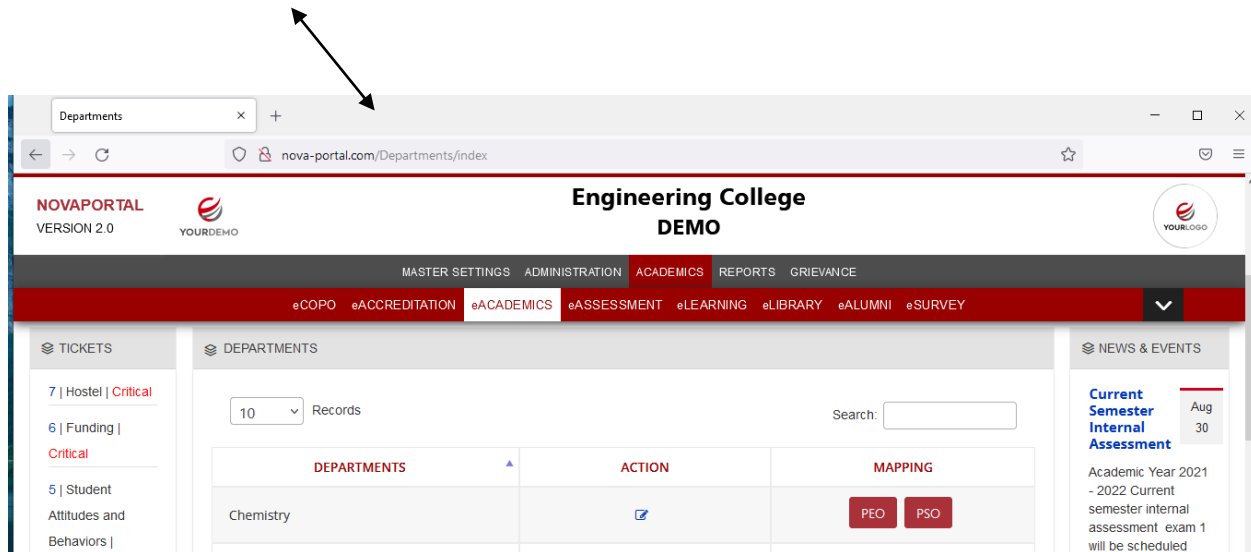 Departments
nova-portal.com/Departments/index
NOVAPORTAL
VERSION 2.0
YOURDEMO
Engineering College
DEMO
YOURLOGO
MASTER SETTINGS ADMINISTRATION ACADEMICS REPORTS GRIEVANCE
eCOPO eACCREDITATION eACADEMICS eASSESSMENT eLEARNING eLIBRARY eALUMNI eSURVEY
TICKETS
7 | Hostel | Critical
6 | Funding |
Critical
5 | Student
Attitudes and
Behaviors |
DEPARTMENTS
10 Records
Search:
DEPARTMENTS ACTION MAPPING
Chemistry PEO PSO
NEWS & EVENTS
Current
Semester
Internal
Assessment
Aug
30
Academic Year 2021
- 2022 Current
semester internal
assessment exam 1
will be scheduled